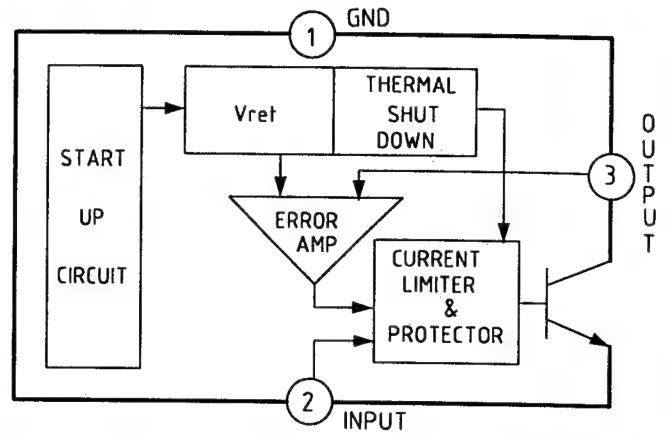 1 GND
START
UP
CIRCUIT
Vret
THERMAL
SHUT
DOWN
OUTPUT
3
ERROR
AMP
CURRENT
LIMITER
&
PROTECTOR
2 INPUT